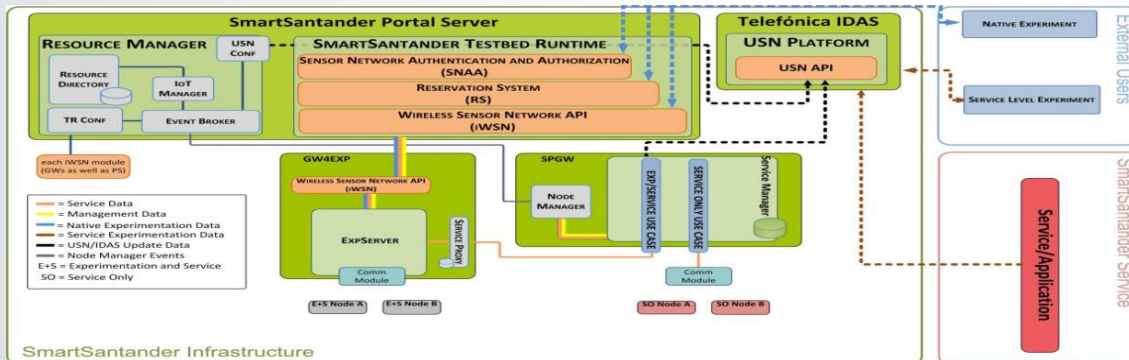 SmartSantander Portal Server
RESOURCE MANAGER
RESOURCE
DIRECTORY
IOT
MANAGER
TR CONF
EVENT BROKER
USN
CONF
SMARTSANTANDER TESTBED RUNTIME
SENSOR NETWORK AUTHENTICATION AND AUTHORIZATION
(SNAA)
RESERVATION SYSTEM
(RS)
WIRELESS SENSOR NETWORK API
(iWSN)
Telefónica IDAS
USN PLATFORM
USN API
NATIVE EXPERIMENT
SERVICE LEVEL EXPERIMENT
External Users
each IWSN module
(GWs as well as PS)
GW4EXP
WIRELESS SENSOR NETWORK API
(iWSN)
EXPSERVER
SERVICE PROXY
Comm
Module
E+S Node A
E+S Node B
SPGW
NODE
MANAGER
EXP/SERVICE USE CASE
SERVICE ONLY USE CASE
Service Manager
Comm
Module
SO Node A
SO Node B
Service/Application
SmartSantander Service
= Service Data
= Management Data
= Native Experimentation Data
= Service Experimentation Data
= USN/IDAS Update Data
= Node Manager Events
E+S = Experimentation and Service
SO = Service Only
SmartSantander Infrastructure